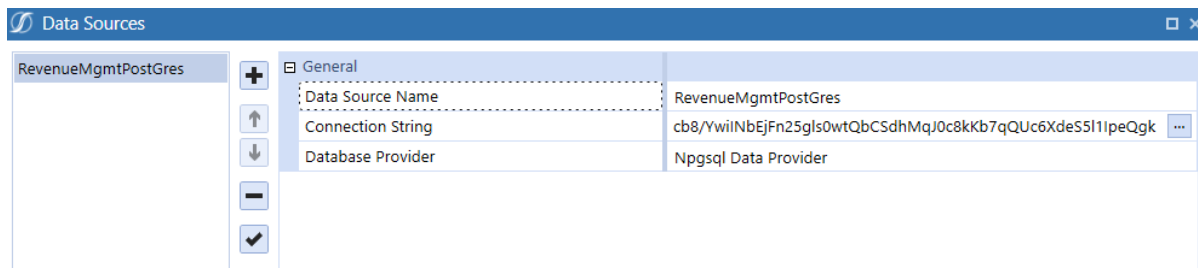 Data Sources
RevenueMgmtPostGres
General
Data Source Name RevenueMgmtPostGres
Connection String cb8/YwiINbEjFn25gls0wtQbCSdhMqJ0c8kKb7qQUc6XdeS5l1IpeQgk ...
Database Provider Npgsql Data Provider